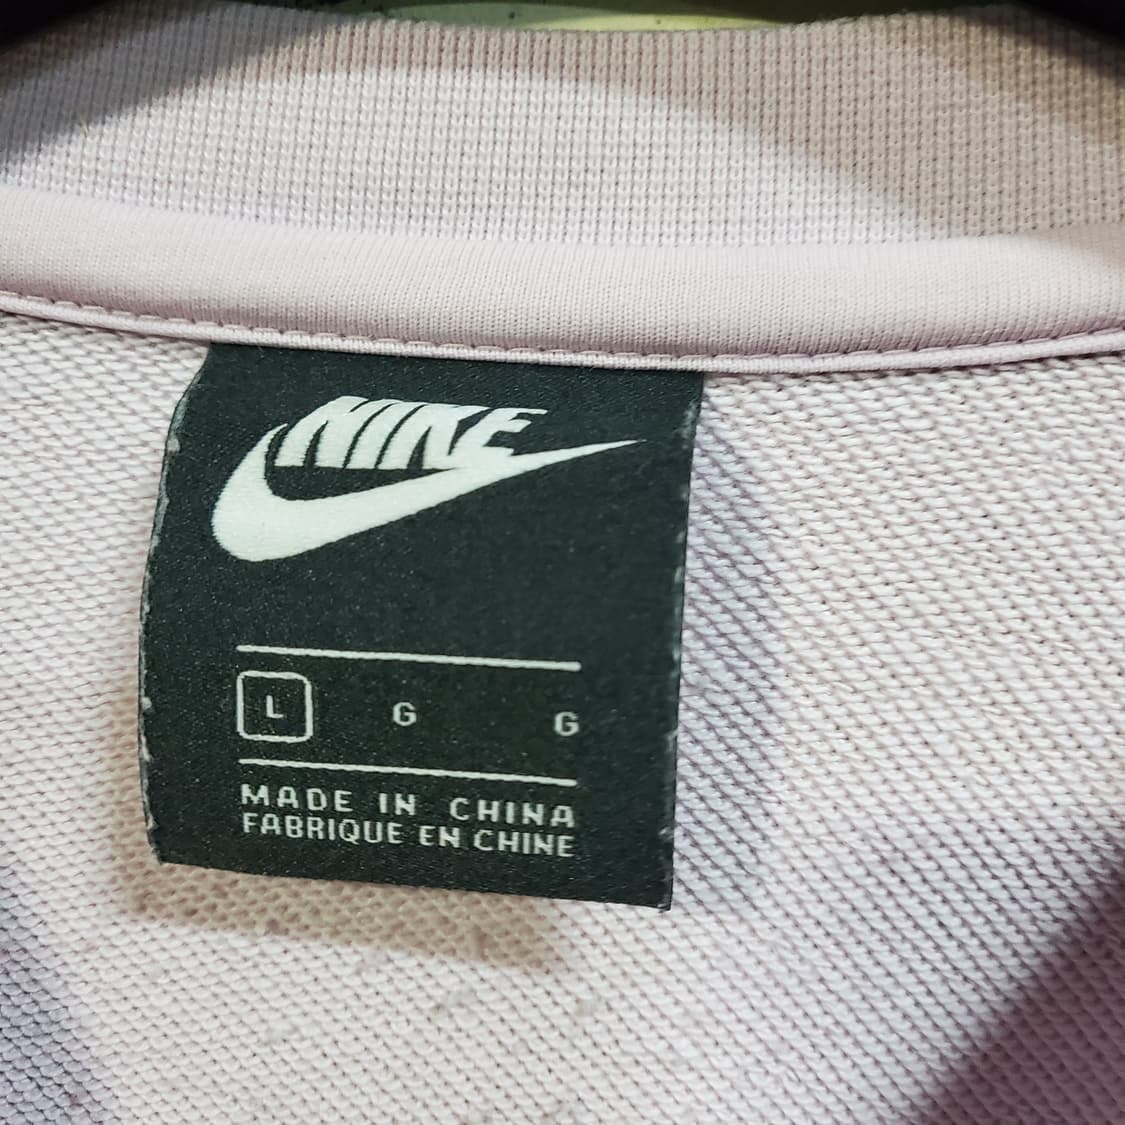 NIKE
L G G
MADE IN CHINA
FABRIQUE EN CHINE